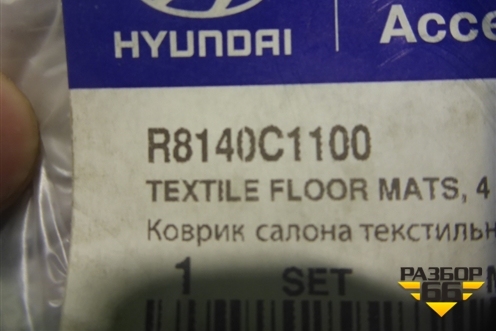 HYUNDAI
Acce
R8140C1100
TEXTILE FLOOR MATS, 4
Коврик салона текстильн
1 SET
РАЗБОР
66